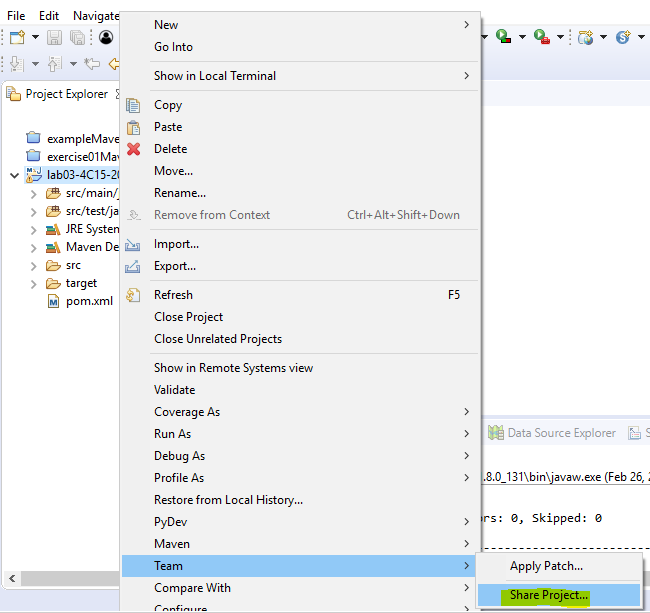 File Edit Navigate
Project Explorer
exampleMave
exercise01Mav
lab03-4C15-20
src/main/j
src/test/ja
JRE System
Maven De
src
target
pom.xml
New
Go Into
Show in Local Terminal
Copy
Paste
Delete
Move...
Rename...
Remove from Context Ctrl+Alt+Shift+Down
Import...
Export...
Refresh F5
Close Project
Close Unrelated Projects
Show in Remote Systems view
Validate
Coverage As
Run As
Debug As
Profile As
Restore from Local History...
PyDev
Maven
Team
Compare With
Configure
Apply Patch...
Share Project...
Data Source Explorer S
.8.0_131\bin\javaw.exe (Feb 26, 2
ors: 0, Skipped: 0